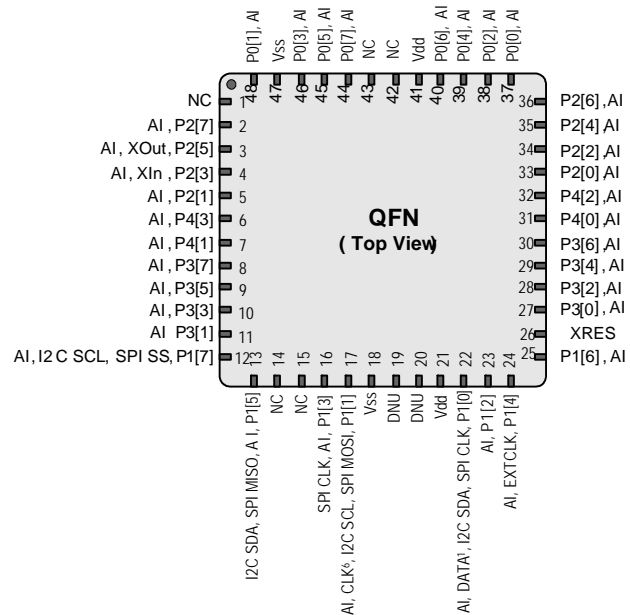 P0[1], AI
Vss
P0[3], AI
P0[5], AI
P0[7], AI
NC
NC
Vdd
P0[6], AI
P0[4], AI
P0[2], AI
P0[0], AI
48 47 46 45 44 43 42 41 40 39 38 37
NC 1
AI , P2[7] 2
AI, XOut, P2[5] 3
AI, XIn , P2[3] 4
AI , P2[1] 5
AI , P4[3] 6
AI , P4[1] 7
AI , P3[7] 8
AI , P3[5] 9
AI , P3[3] 10
AI P3[1] 11
AI, I2 C SCL, SPI SS, P1[7] 12
QFN
( Top View)
36 P2[6] , AI
35 P2[4] , AI
34 P2[2] , AI
33 P2[0] , AI
32 P4[2] , AI
31 P4[0] , AI
30 P3[6] , AI
29 P3[4] , AI
28 P3[2] , AI
27 P3[0] , AI
26 XRES
25 P1[6] , AI
13 14 15 16 17 18 19 20 21 22 23 24
I2C SDA, SPI MISO, A I, P1[5]
NC
NC
SPI CLK, AI, P1[3]
AI, CLK⁶, I2C SCL, SPI MOSI, P1[1]
Vss
DNU
DNU
Vdd
AI, DATA¹, I2C SDA, SPI CLK, P1[0]
AI, P1[2]
AI, EXTCLK, P1[4]